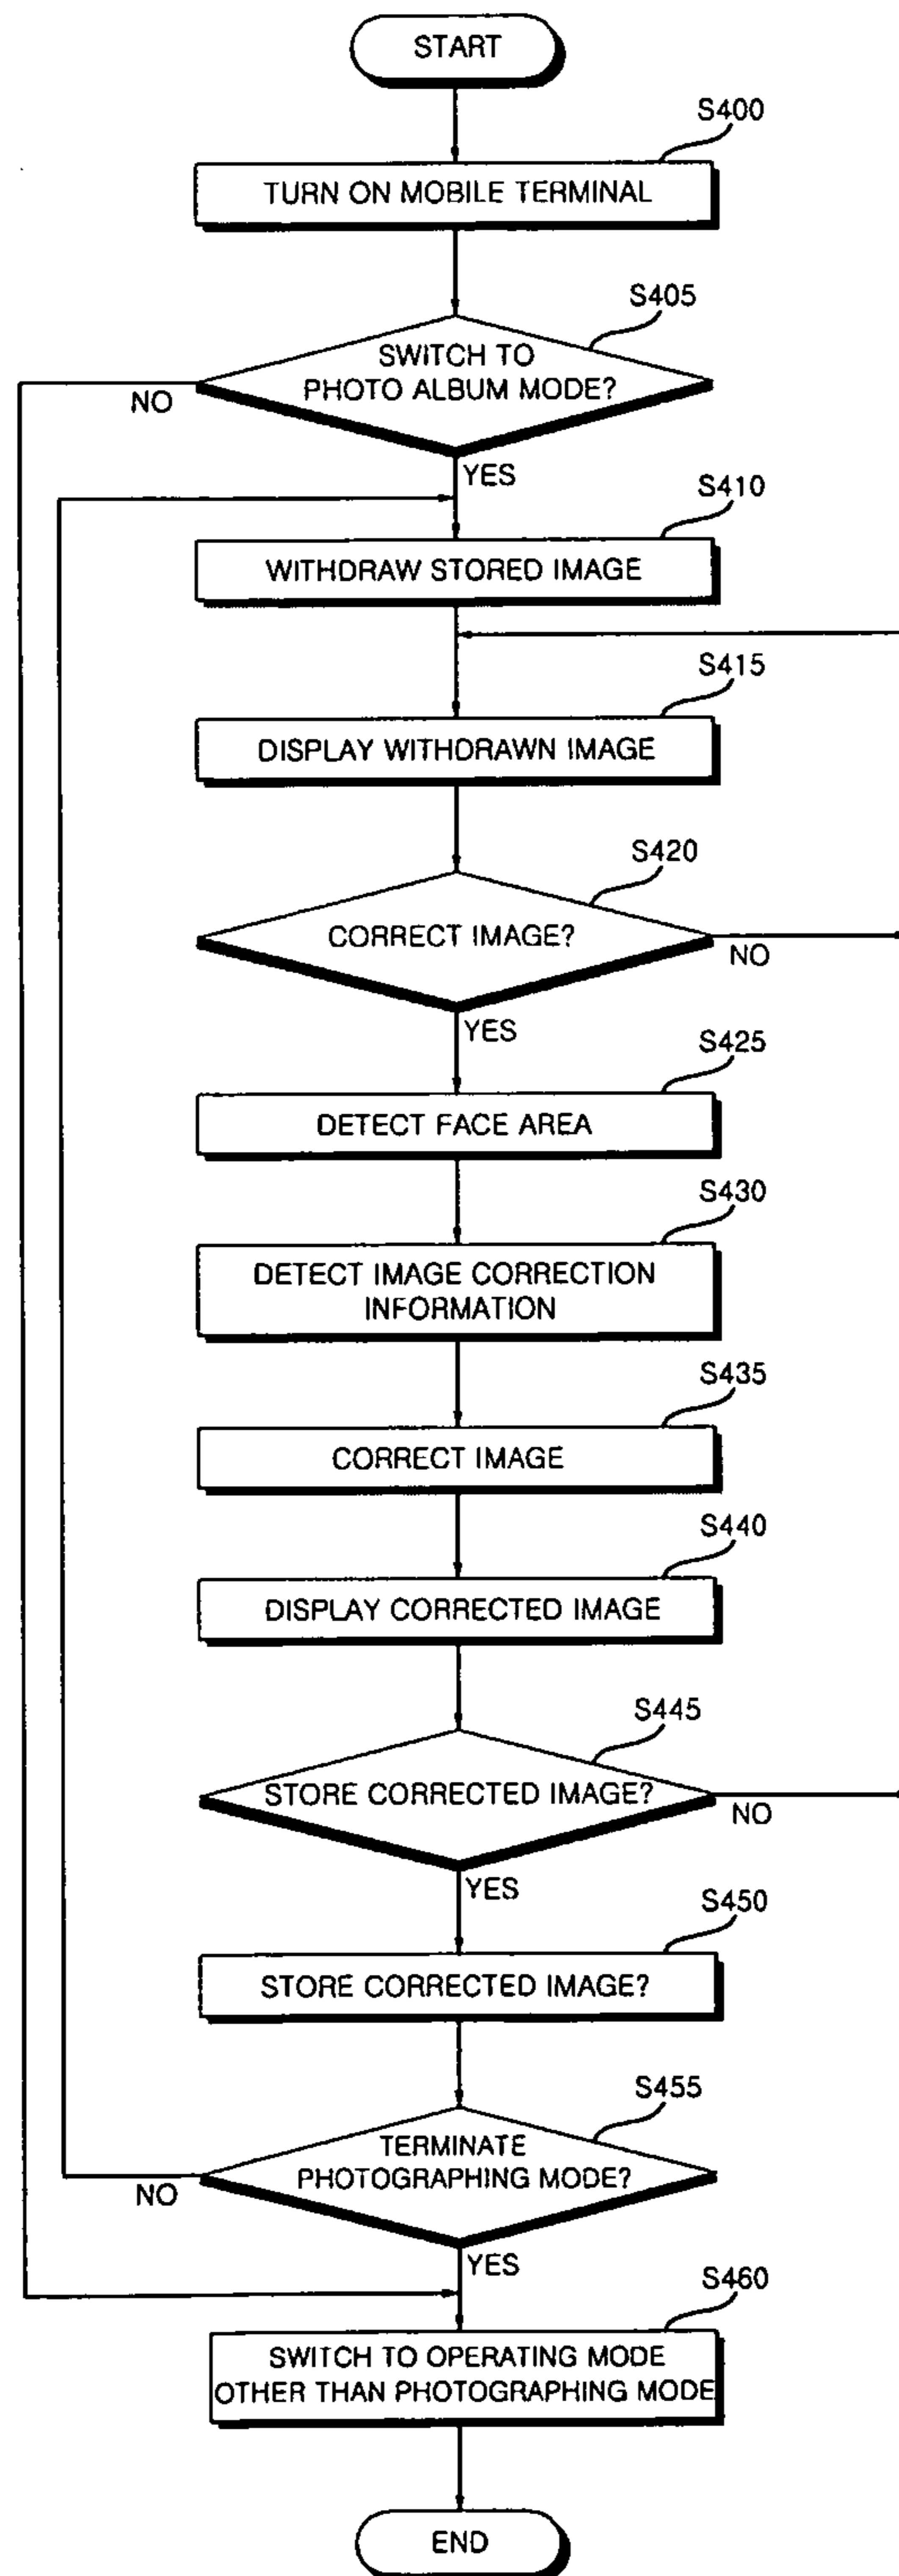 START
S400
TURN ON MOBILE TERMINAL
S405
SWITCH TO
PHOTO ALBUM MODE?
NO
YES
S410
WITHDRAW STORED IMAGE
S415
DISPLAY WITHDRAWN IMAGE
S420
CORRECT IMAGE?
NO
YES
S425
DETECT FACE AREA
S430
DETECT IMAGE CORRECTION
INFORMATION
S435
CORRECT IMAGE
S440
DISPLAY CORRECTED IMAGE
S445
STORE CORRECTED IMAGE?
NO
YES
S450
STORE CORRECTED IMAGE?
S455
TERMINATE
PHOTOGRAPHING MODE?
NO
YES
S460
SWITCH TO OPERATING MODE
OTHER THAN PHOTOGRAPHING MODE
END